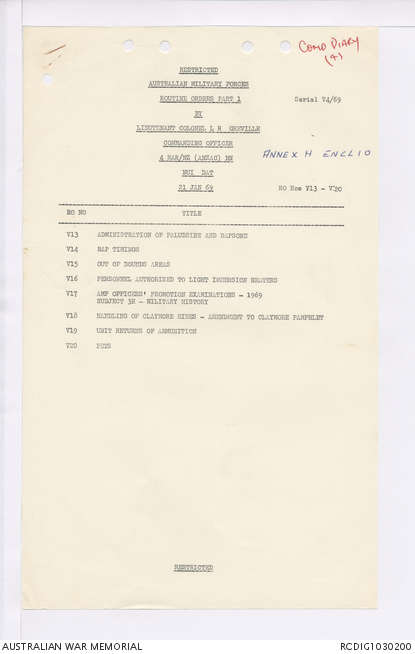 COMD DIARY
(4)
RESTRICTED
AUSTRALIAN MILITARY FORCES
ROUTINE ORDERS PART 1
Serial V4/69
BY
LIEUTENANT COLONEL L R GREVILLE
COMMANDING OFFICER
ANNEX H ENCL 10
4 RAR/NZ (ANZAC) BN
NUI DAT
21 JAN 69
RO Nos V13 - V20
RO NO
TITLE
V13 ADMINISTRATION OF PALUDRINE AND DAPSONE
V14 RAP TIMINGS
V15 OUT OF BOUNDS AREAS
V16 PERSONNEL AUTHORISED TO LIGHT IMMERSION HEATERS
V17 AMF OFFICERS' PROMOTION EXAMINATIONS - 1969
SUBJECT 3R - MILITARY HISTORY
V18 HANDLING OF CLAYMORE MINES - AMENDMENT TO CLAYMORE PAMPHLET
V19 UNIT RETURNS OF AMMUNITION
V20 PETS
RESTRICTED
AUSTRALIAN WAR MEMORIAL
RCDIG1030200